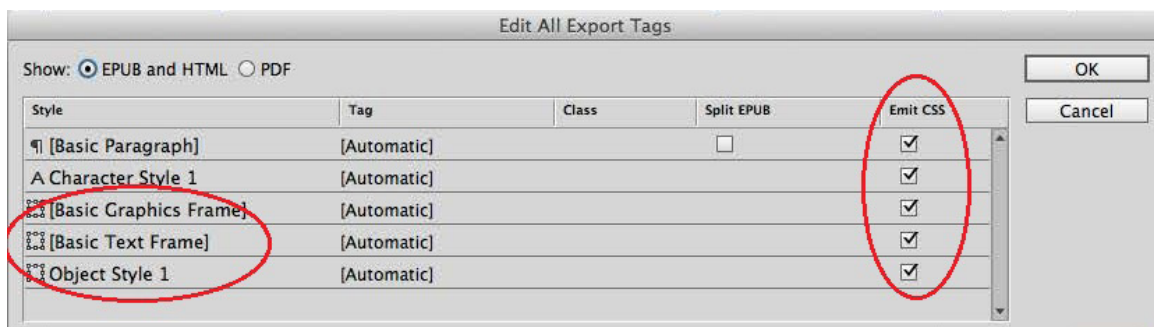 Edit All Export Tags
Show: EPUB and HTML PDF
OK
Cancel
Style Tag Class Split EPUB Emit CSS
¶ [Basic Paragraph] [Automatic]
A Character Style 1 [Automatic]
[Basic Graphics Frame] [Automatic]
[Basic Text Frame] [Automatic]
Object Style 1 [Automatic]